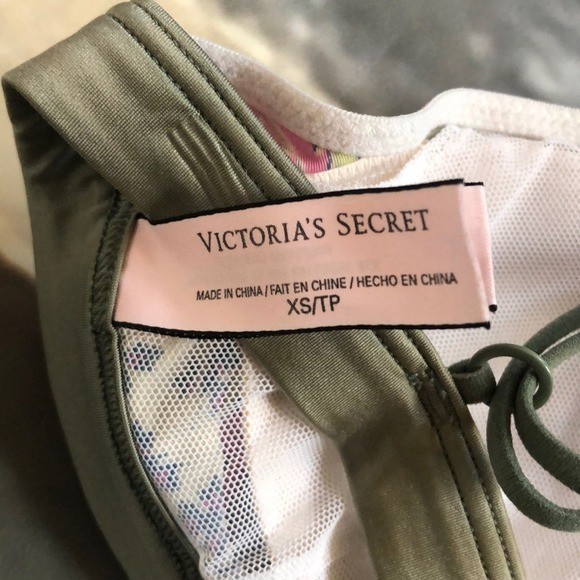 VICTORIA'S SECRET
MADE IN CHINA / FAIT EN CHINE / HECHO EN CHINA
XS/TP